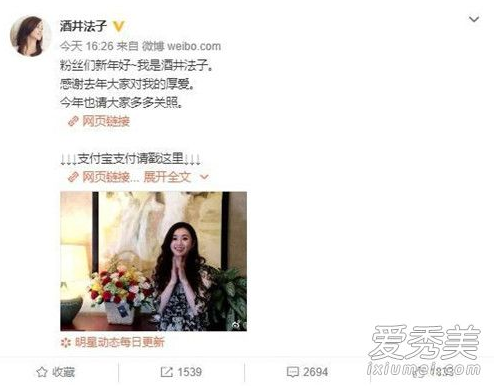 酒井法子
今天 16:26 来自 微博 weibo.com
粉丝们新年好~我是酒井法子。
感谢去年大家对我的厚爱。
今年也请大家多多关照。
网页链接
↓↓↓支付宝支付请戳这里↓↓↓
网页链接... 展开全文
明星动态每日更新
收藏 1539 2694
爱秀美
ixiumei.com